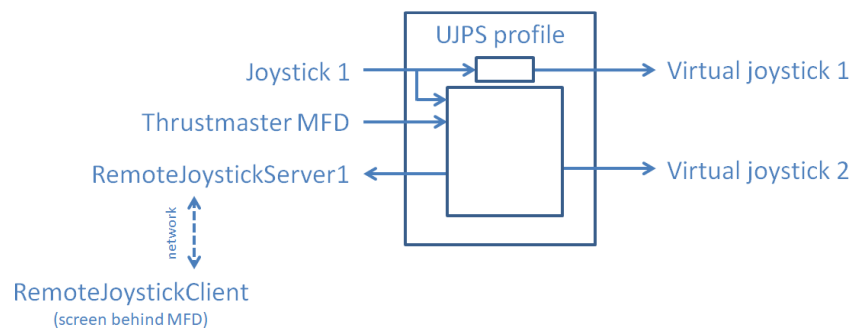 UJPS profile
Joystick 1
Virtual joystick 1
Thrustmaster MFD
RemoteJoystickServer1
Virtual joystick 2
network
RemoteJoystickClient
(screen behind MFD)